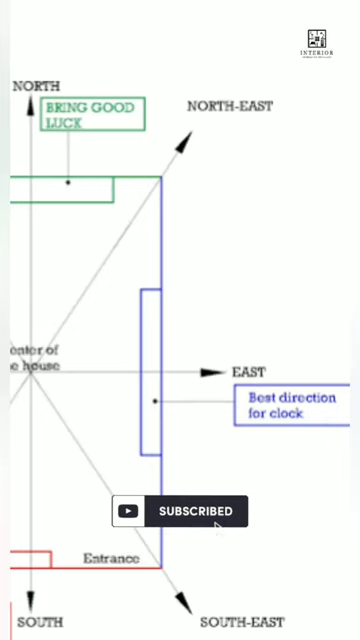 INTERIOR
NORTH
BRING GOOD
LUCK
NORTH-EAST
enter of
e house
EAST
Best direction
for clock
SUBSCRIBED
Entrance
SOUTH
SOUTH-EAST